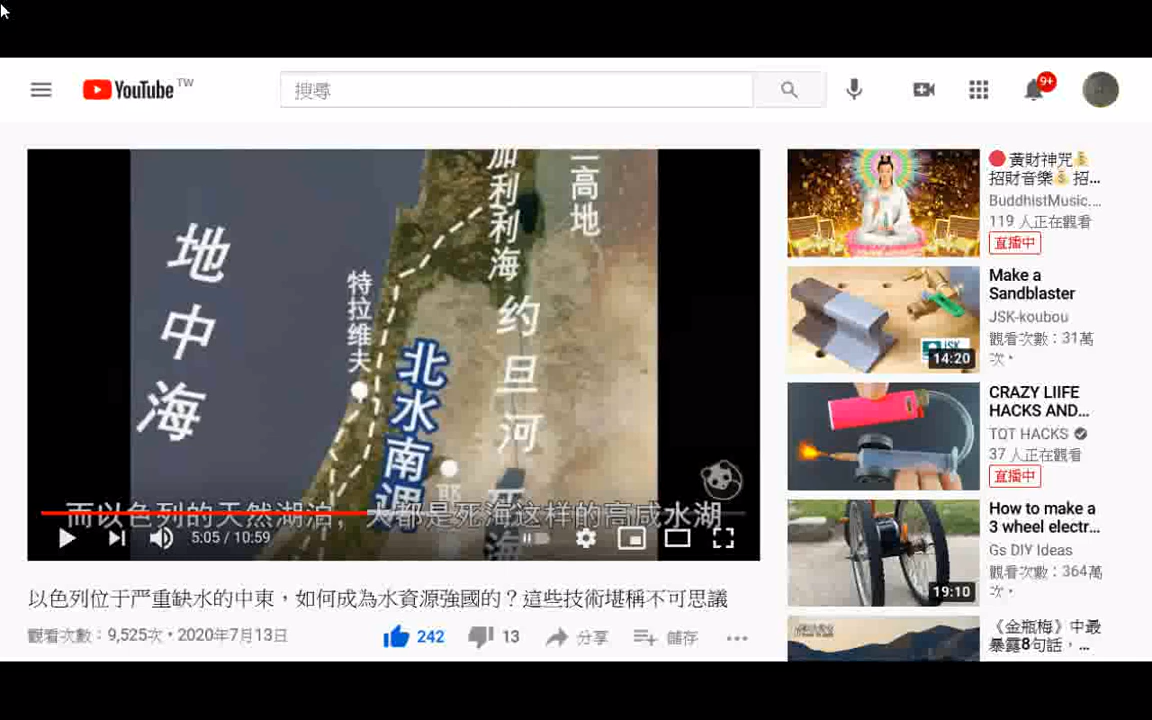 YouTube TW
搜尋
9+
地中海
特拉维夫
北水南调
加利利海
约旦河
高地
而以色列的天然湖泊，大都是死海这样的高咸水湖
5:05 / 10:59
以色列位于严重缺水的中東，如何成為水資源強國的？這些技術堪稱不可思議
觀看次數：9,525次 • 2020年7月13日
242
13
分享
儲存
黃財神咒
招財音樂 招...
BuddhistMusic....
119 人正在觀看
直播中
14:20
Make a
Sandblaster
JSK-koubou
觀看次數：31萬
次 •
CRAZY LIIFE
HACKS AND...
TQT HACKS
37 人正在觀看
直播中
19:10
How to make a
3 wheel electr...
Gs DIY Ideas
觀看次數：364萬
次 •
《金瓶梅》中最
暴露8句話，...